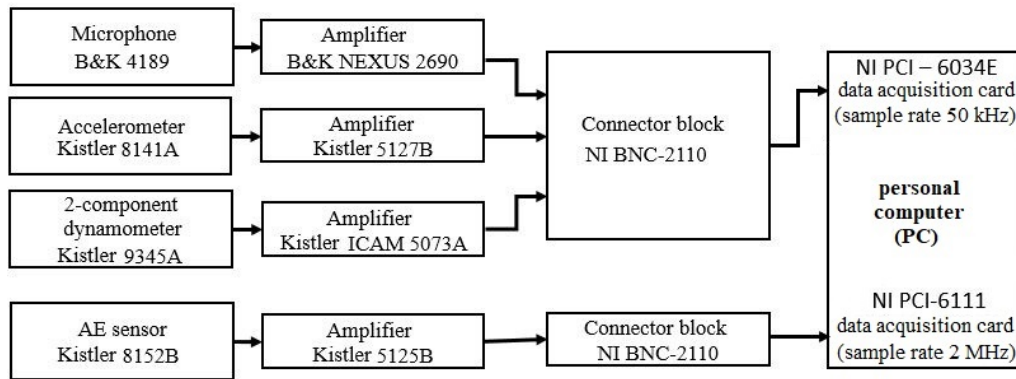 Microphone
B&K 4189
Amplifier
B&K NEXUS 2690
Accelerometer
Kistler 8141A
Amplifier
Kistler 5127B
2-component
dynamometer
Kistler 9345A
Amplifier
Kistler ICAM 5073A
Connector block
NI BNC-2110
NI PCI – 6034E
data acquisition card
(sample rate 50 kHz)
personal
computer
(PC)
AE sensor
Kistler 8152B
Amplifier
Kistler 5125B
Connector block
NI BNC-2110
NI PCI-6111
data acquisition card
(sample rate 2 MHz)